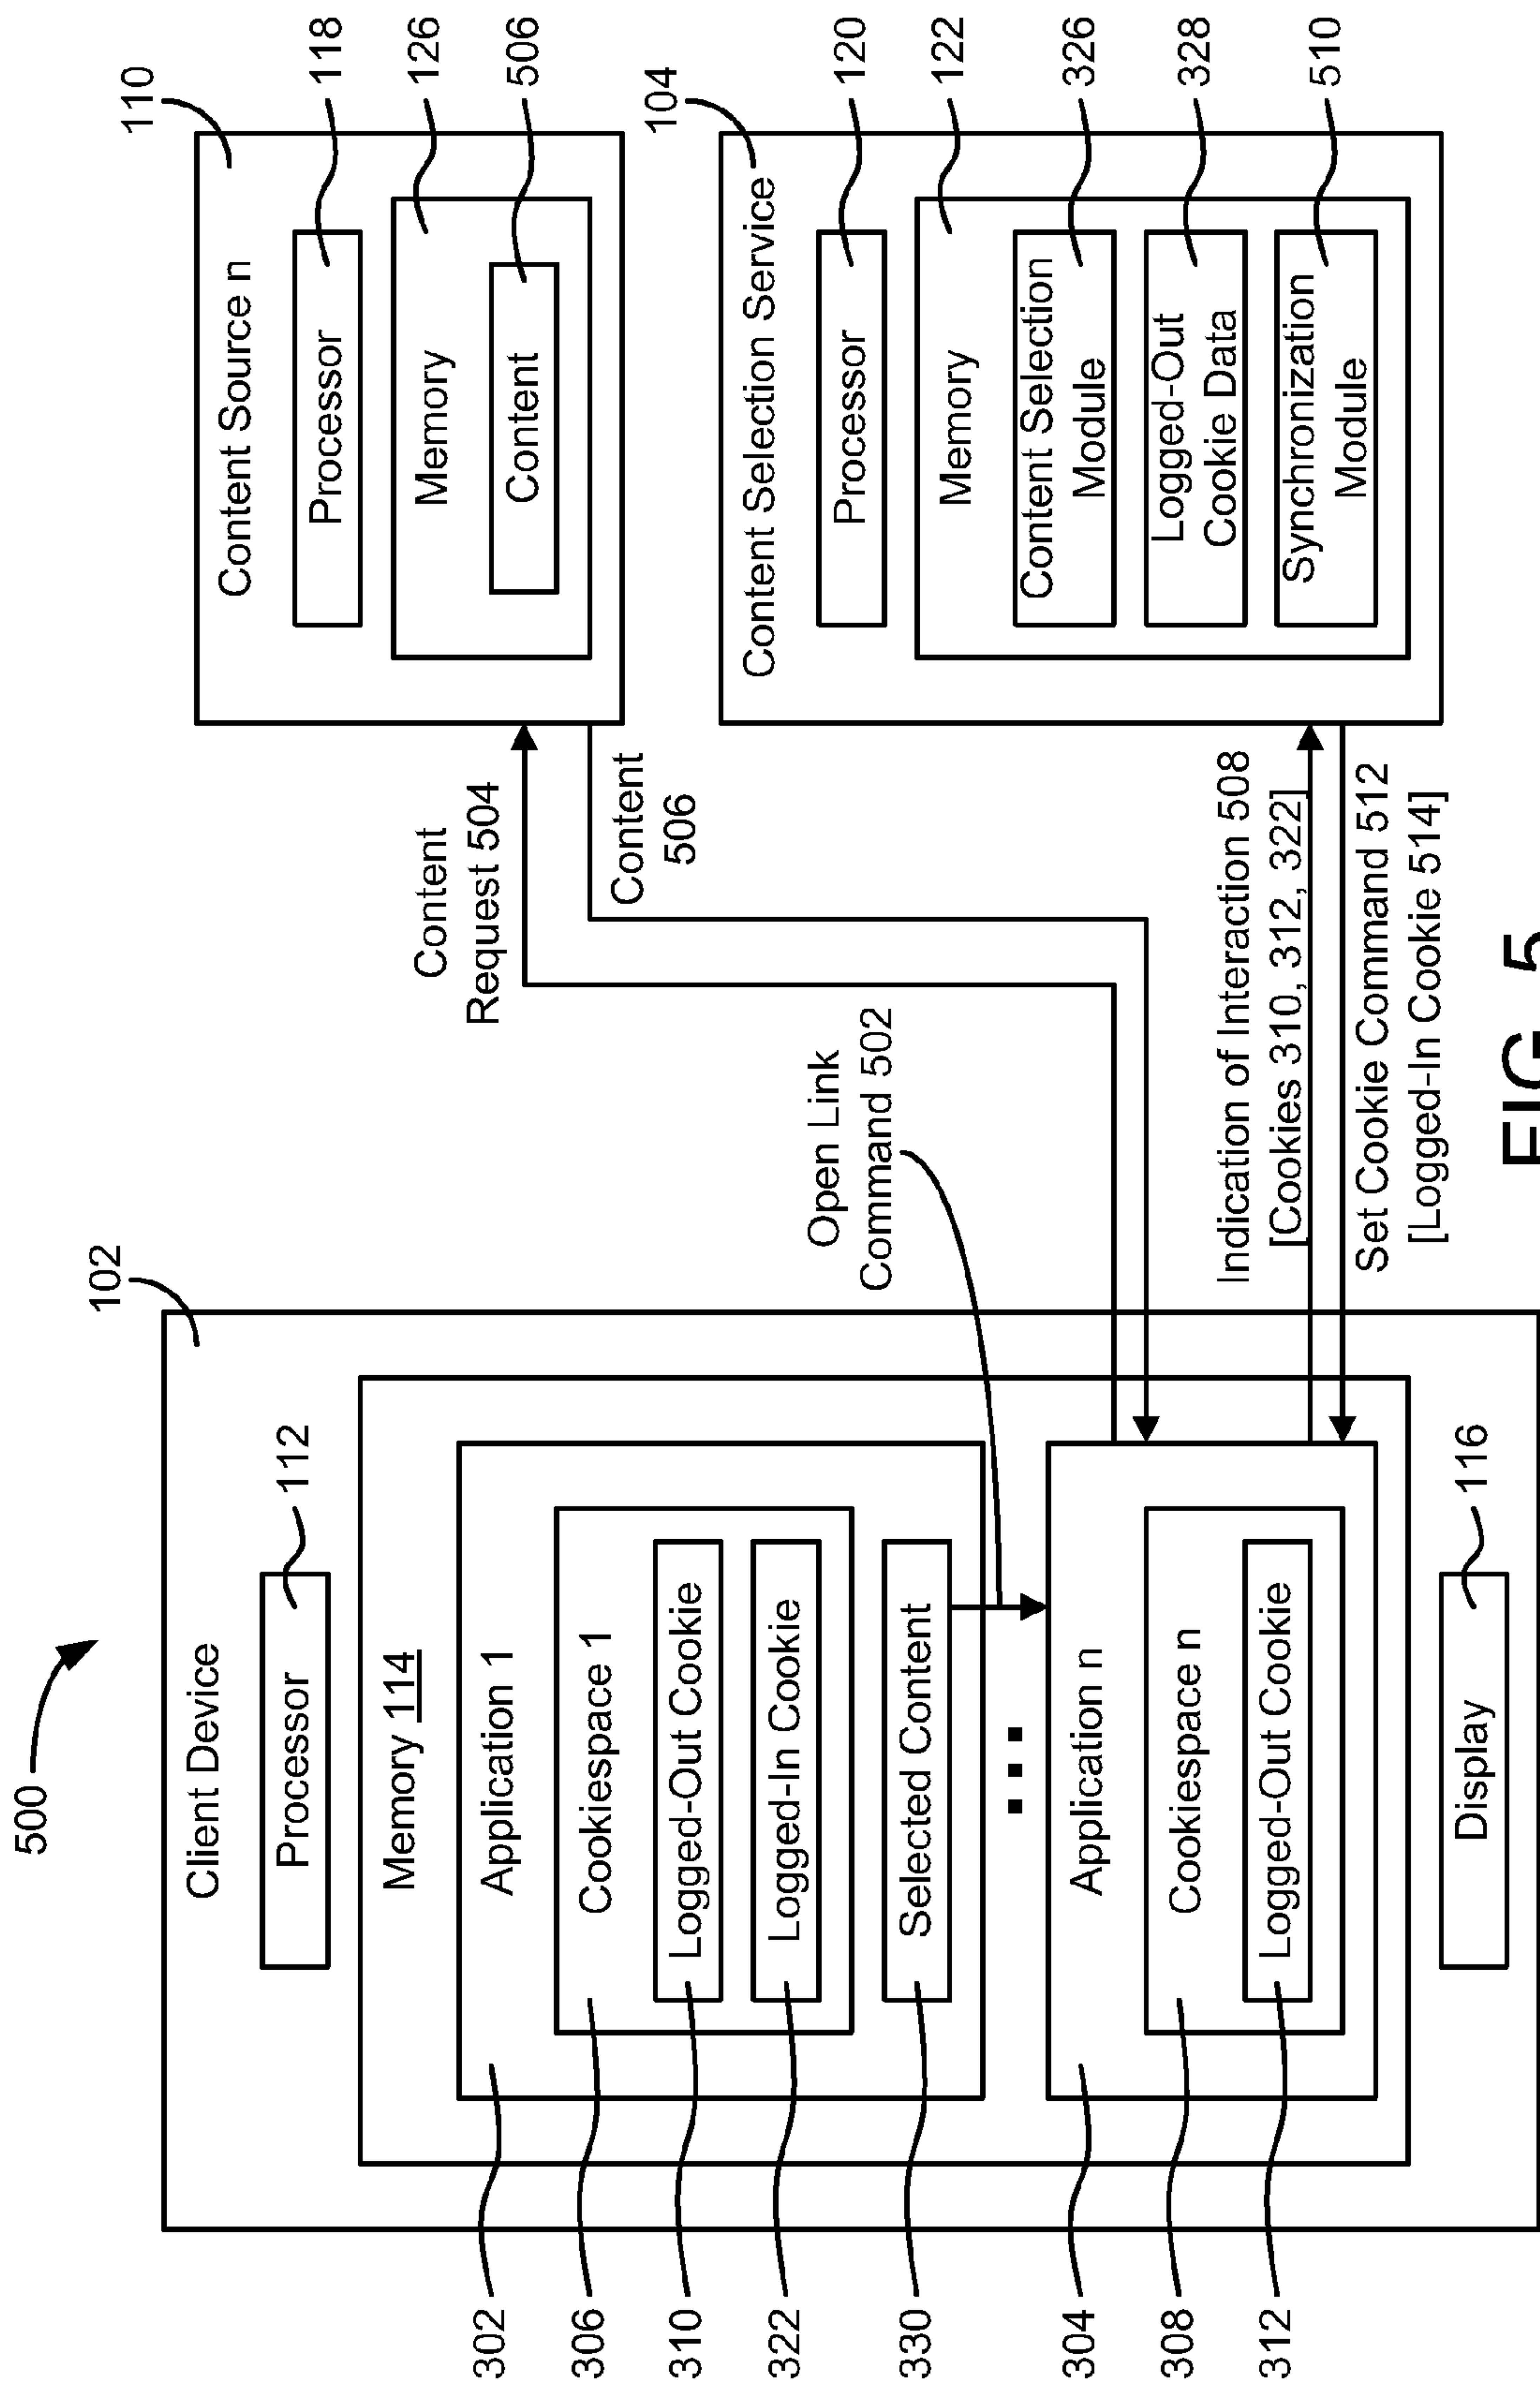 500
102
Client Device
Processor
112
Memory 114
Application 1
302
Cookiespace 1
306
Logged-Out Cookie
310
Logged-In Cookie
322
Selected Content
330
Open Link
Command 502
Application n
304
Cookiespace n
308
Logged-Out Cookie
312
Display
116
Content
Request 504
Content
506
Indication of Interaction 508
[Cookies 310, 312, 322]
Set Cookie Command 512
[Logged-In Cookie 514]
110
Content Source n
Processor
118
Memory
126
Content
506
104
Content Selection Service
Processor
120
Memory
122
Content Selection
Module
326
Logged-Out
Cookie Data
328
Synchronization
Module
510
FIG. 5